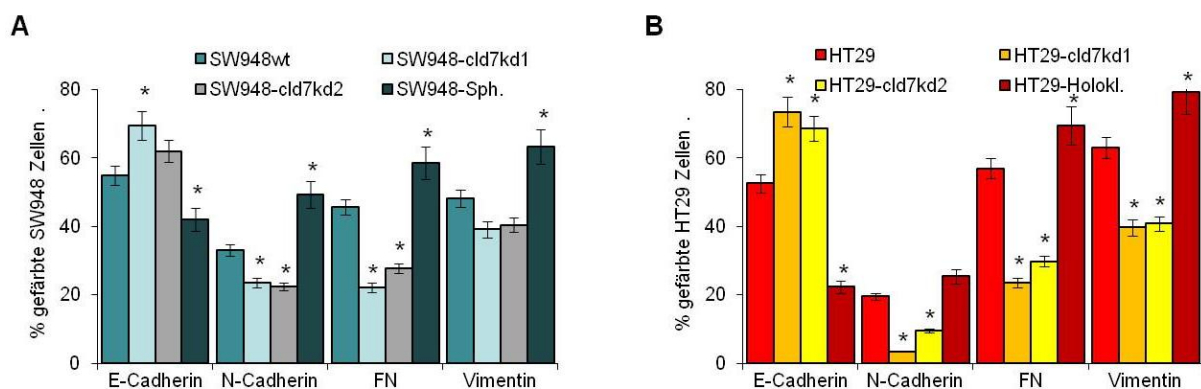 A
SW948wt
SW948-cld7kd1
SW948-cld7kd2
SW948-Sph.
% gefärbte SW948 Zellen .
80
60
40
20
0
* * * * * * * * *
E-Cadherin N-Cadherin FN Vimentin
B
HT29
HT29-cld7kd1
HT29-cld7kd2
HT29-Holokl.
% gefärbte HT29 Zellen .
80
60
40
20
0
* * * * * * * * * *
E-Cadherin N-Cadherin FN Vimentin